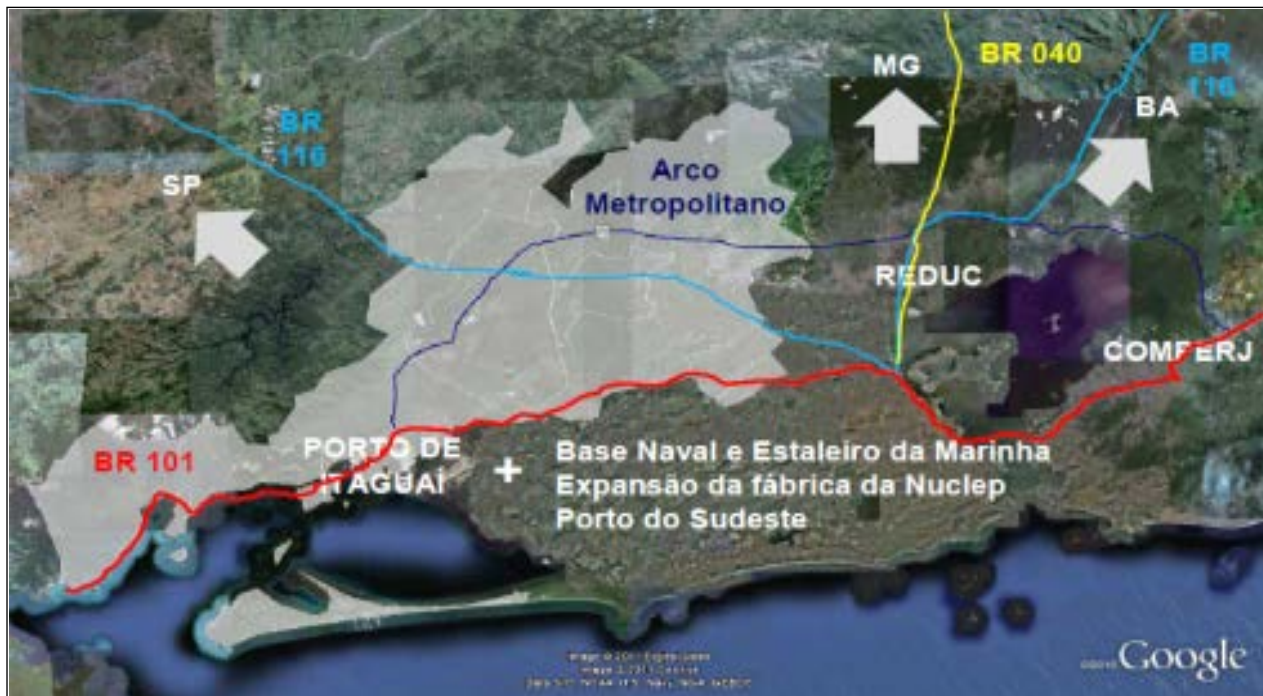 BR 040
MG
BR
116
BA
BR
116
SP
Arco
Metropolitano
REDUC
COMPERJ
BR 101
PORTO DE
ITAGUAÍ
+
Base Naval e Estaleiro da Marinha
Expansão da fábrica da Nuclep
Porto do Sudeste
Google